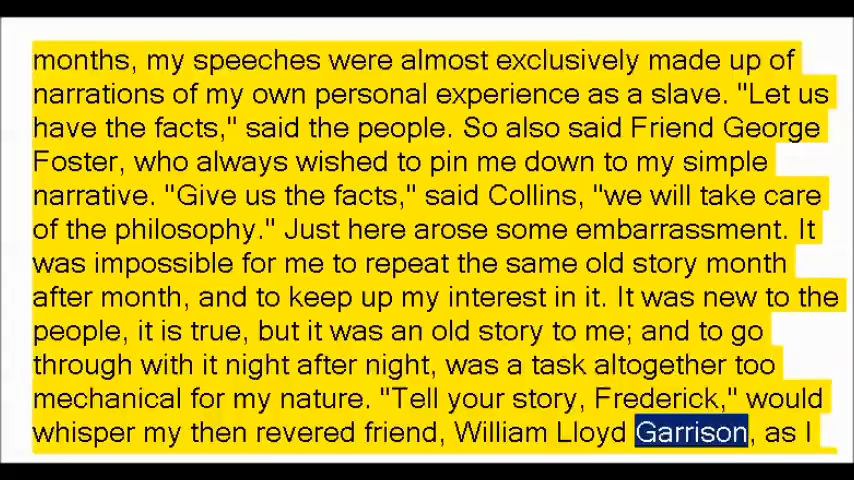 months, my speeches were almost exclusively made up of
narrations of my own personal experience as a slave. "Let us
have the facts," said the people. So also said Friend George
Foster, who always wished to pin me down to my simple
narrative. "Give us the facts," said Collins, "we will take care
of the philosophy." Just here arose some embarrassment. It
was impossible for me to repeat the same old story month
after month, and to keep up my interest in it. It was new to the
people, it is true, but it was an old story to me; and to go
through with it night after night, was a task altogether too
mechanical for my nature. "Tell your story, Frederick," would
whisper my then revered friend, William Lloyd Garrison, as I